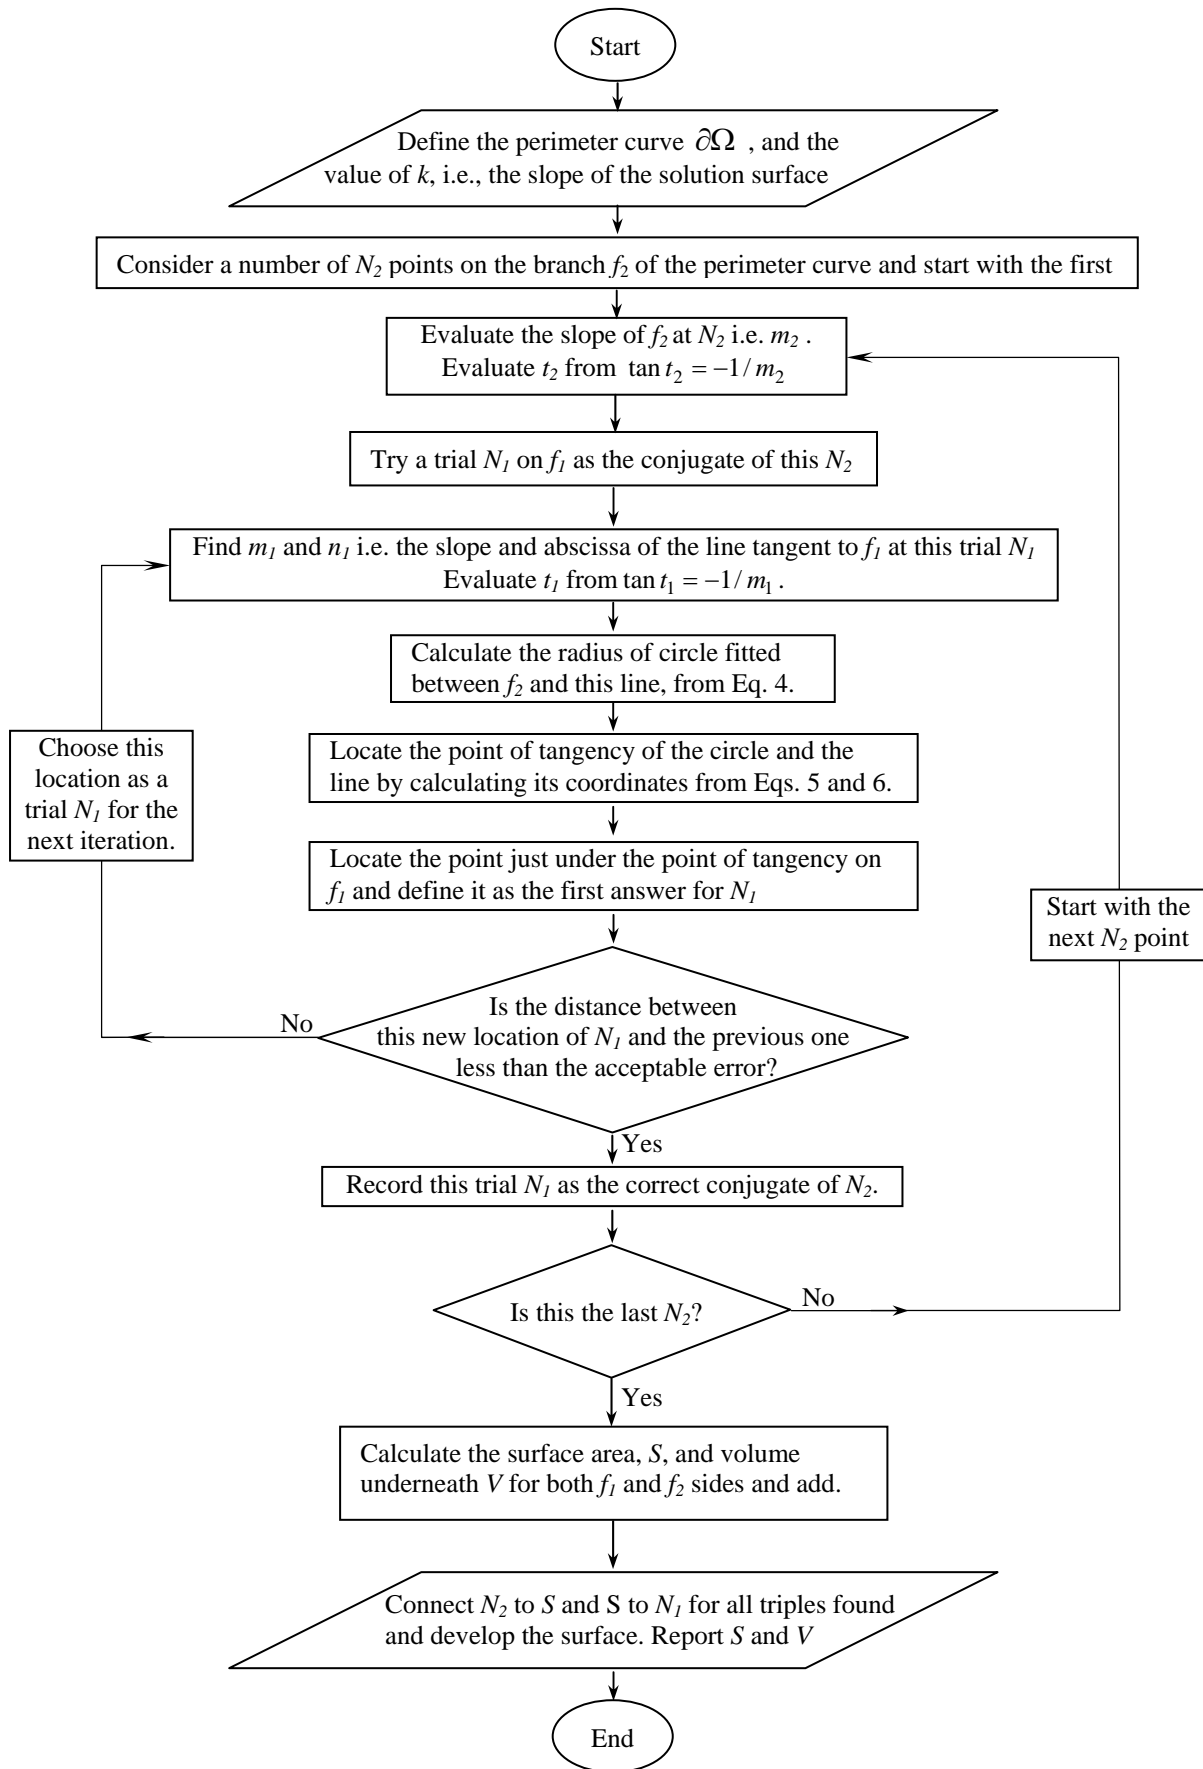 Start
Define the perimeter curve ∂Ω , and the
value of k, i.e., the slope of the solution surface
Consider a number of N₂ points on the branch f₂ of the perimeter curve and start with the first
Evaluate the slope of f₂ at N₂ i.e. m₂ .
Evaluate t₂ from tan t₂ = −1/ m₂
Try a trial N₁ on f₁ as the conjugate of this N₂
Find m₁ and n₁ i.e. the slope and abscissa of the line tangent to f₁ at this trial N₁
Evaluate t₁ from tan t₁ = −1/ m₁ .
Calculate the radius of circle fitted
between f₂ and this line, from Eq. 4.
Choose this
location as a
trial N₁ for the
next iteration.
Locate the point of tangency of the circle and the
line by calculating its coordinates from Eqs. 5 and 6.
Locate the point just under the point of tangency on
f₁ and define it as the first answer for N₁
Start with the
next N₂ point
Is the distance between
this new location of N₁ and the previous one
less than the acceptable error?
No
Yes
Record this trial N₁ as the correct conjugate of N₂.
Is this the last N₂?
No
Yes
Calculate the surface area, S, and volume
underneath V for both f₁ and f₂ sides and add.
Connect N₂ to S and S to N₁ for all triples found
and develop the surface. Report S and V
End